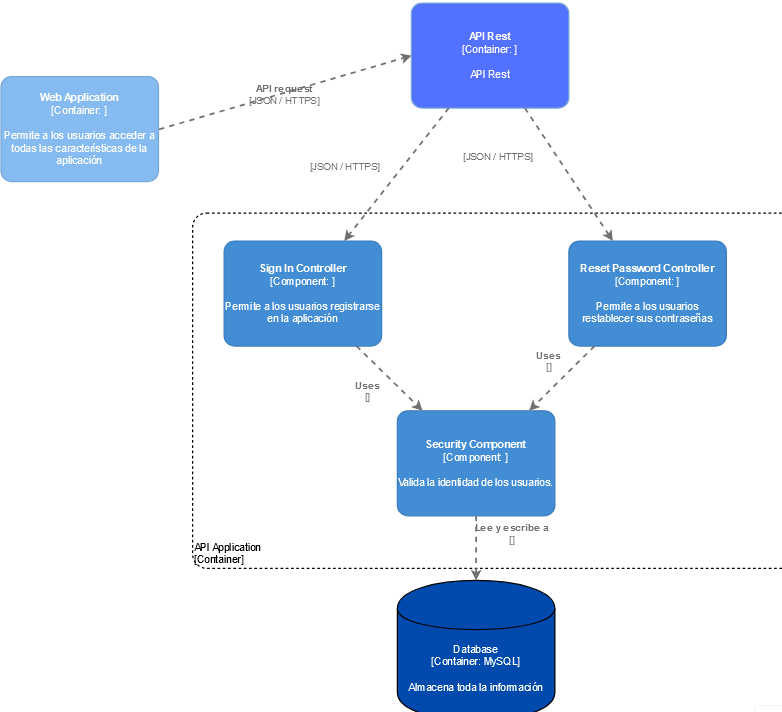 API Rest
[Container: ]
API Rest
Web Application
[Container: ]
Permite a los usuarios acceder a
todas las características de la
aplicación
API request
[JSON / HTTPS]
[JSON / HTTPS]
[JSON / HTTPS]
Sign In Controller
[Component: ]
Permite a los usuarios registrarse
en la aplicación
Reset Password Controller
[Component: ]
Permite a los usuarios
restablecer sus contraseñas
Uses
[]
Uses
[]
Security Component
[Component: ]
Valida la identidad de los usuarios.
Lee y escribe a
[]
API Application
[Container]
Database
[Container: MySQL]
Almacena toda la información